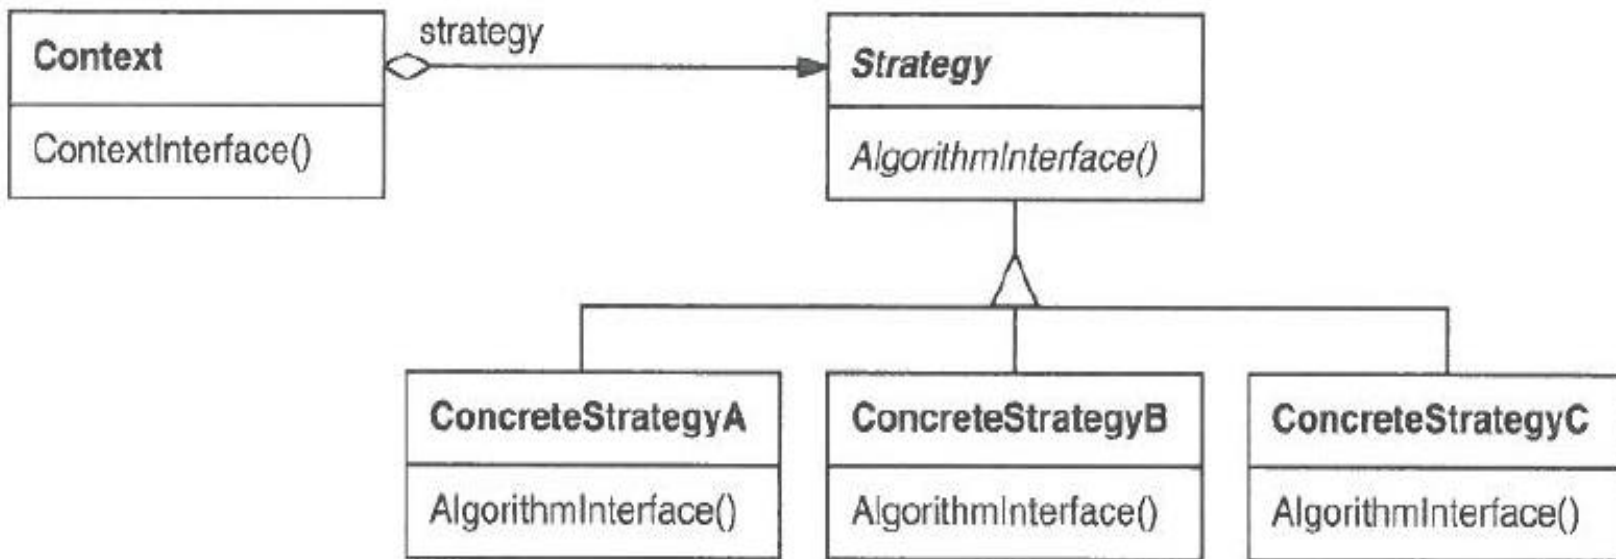 strategy
Context
Strategy
ContextInterface()
AlgorithmInterface()
ConcreteStrategyA
ConcreteStrategyB
ConcreteStrategyC
AlgorithmInterface()
AlgorithmInterface()
AlgorithmInterface()